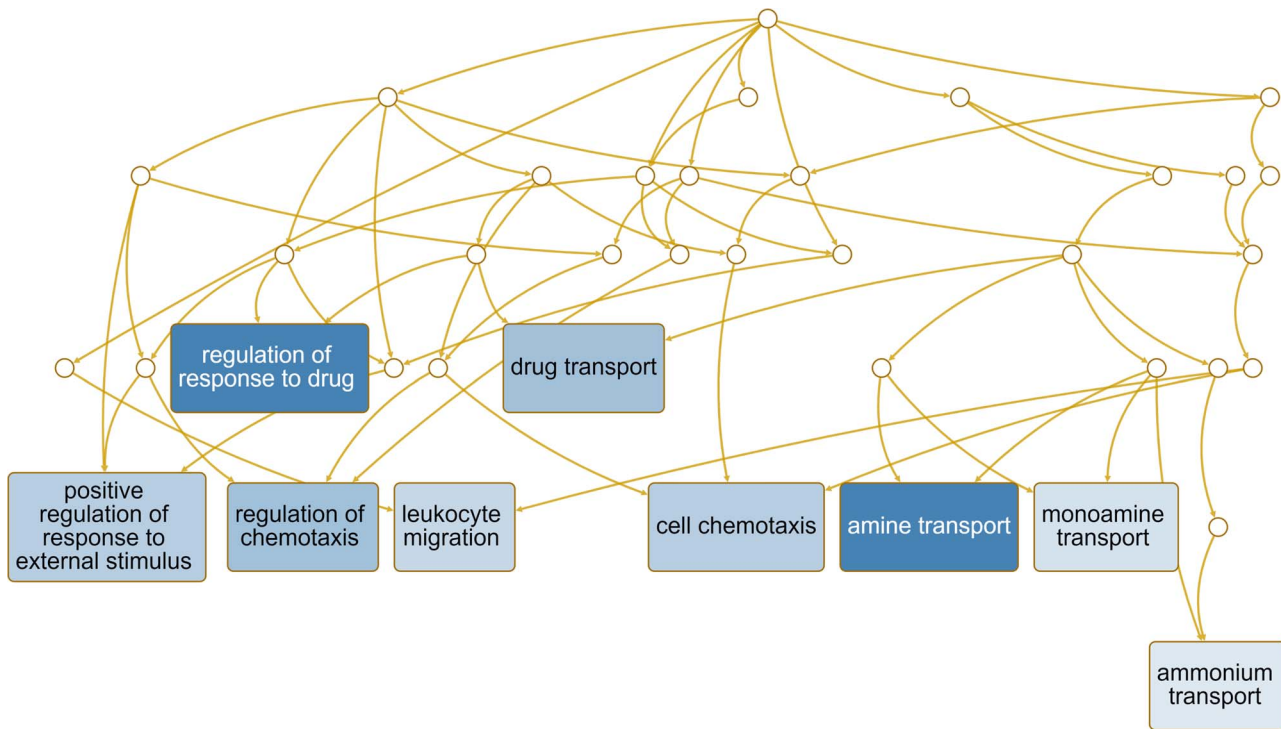 regulation of
response to drug
drug transport
positive
regulation of
response to
external stimulus
regulation of
chemotaxis
leukocyte
migration
cell chemotaxis
amine transport
monoamine
transport
ammonium
transport